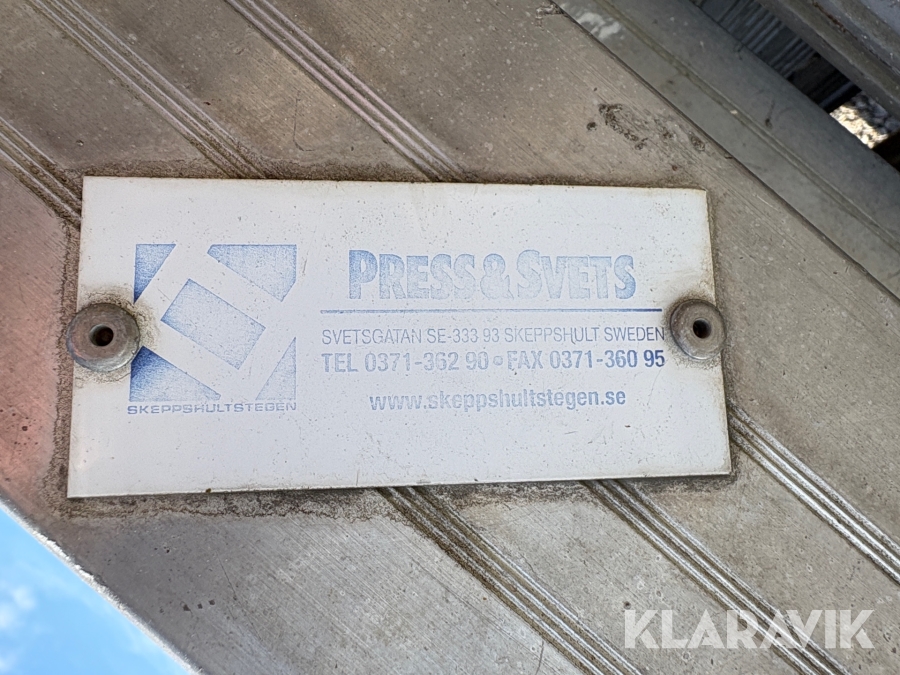 PRESS & SVETS
SVETSGATAN SE-333 93 SKEPPSHULT SWEDEN
TEL 0371-362 90 • FAX 0371-360 95
www.skeppshultstegen.se
SKEPPSHULTSTEGEN
KLARAVIK